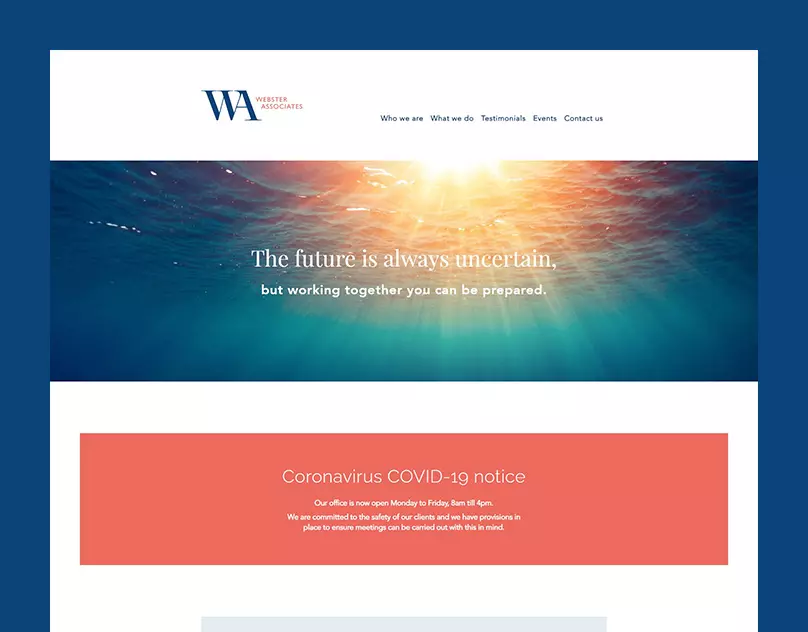 WA WEBSTER
ASSOCIATES
Who we are What we do Testimonials Events Contact us
The future is always uncertain,
but working together you can be prepared.
Coronavirus COVID-19 notice
Our office is now open Monday to Friday, 8am till 4pm.
We are committed to the safety of our clients and we have provisions in
place to ensure meetings can be carried out with this in mind.